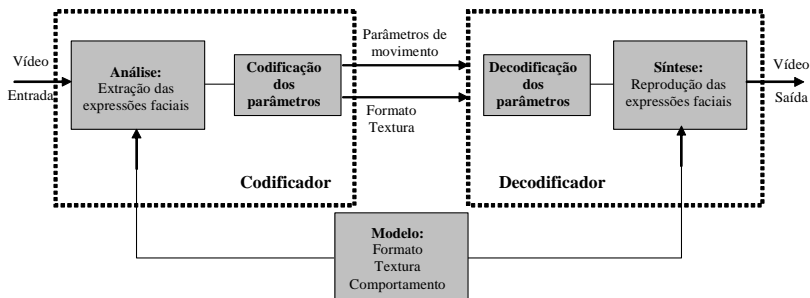 Vídeo
Entrada
Análise:
Extração das
expressões faciais
Codificação
dos
parâmetros
Codificador
Parâmetros de
movimento
Formato
Textura
Decodificação
dos
parâmetros
Síntese:
Reprodução das
expressões faciais
Decodificador
Vídeo
Saída
Modelo:
Formato
Textura
Comportamento